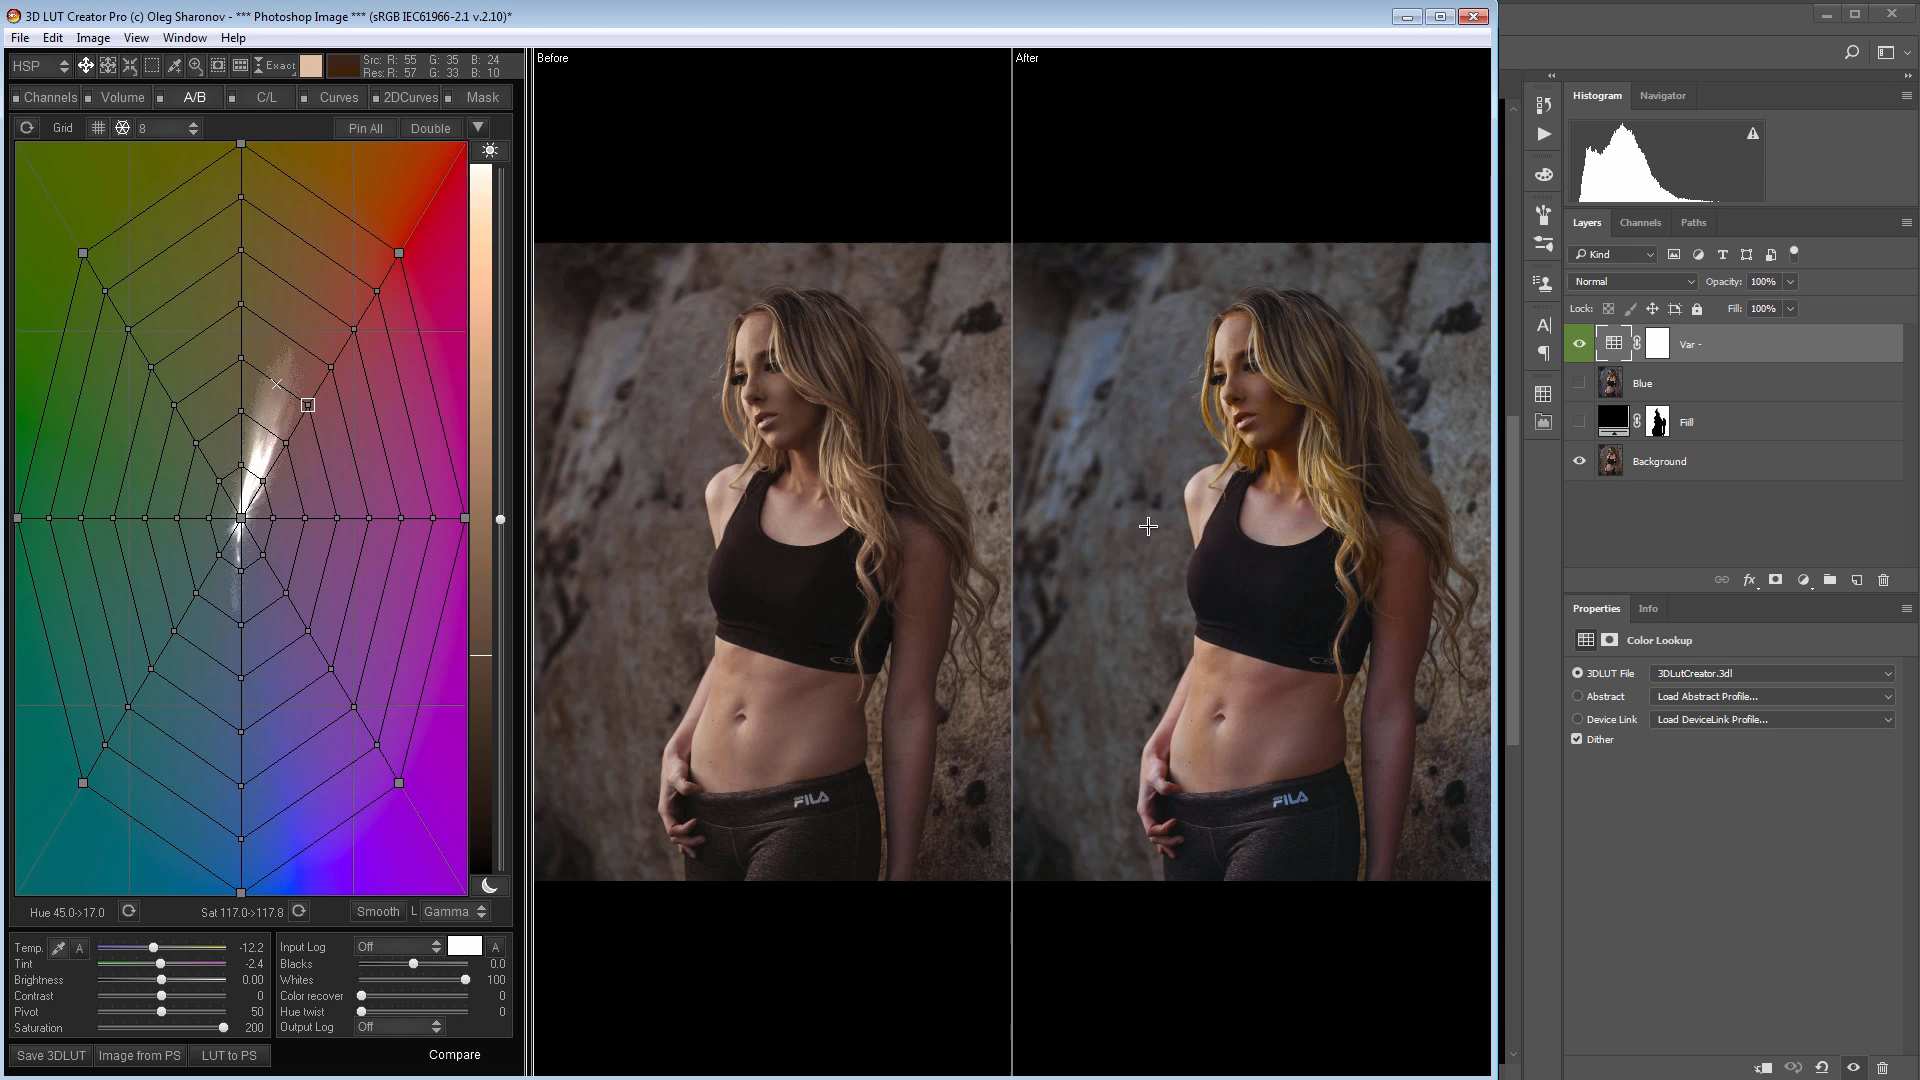 3D LUT Creator Pro (c) Oleg Sharonov - *** Photoshop Image *** (sRGB IEC61966-2.1 v.2.10)*
File Edit Image View Window Help
HSP Exact Src: R: 55 G: 35 B: 24
Res: R: 57 G: 33 B: 10
Channels Volume A/B C/L Curves 2DCurves Mask
Grid 8 Pin All Double
Before
After
FILA
FILA
Hue 45.0->17.0 Sat 117.0->117.8 Smooth L Gamma
Temp. A -12.2
Tint -2.4
Brightness 0.00
Contrast 0
Pivot 50
Saturation 200
Input Log Off A
Blacks 0.0
Whites 100
Color recover 0
Hue twist 0
Output Log Off
Save 3DLUT Image from PS LUT to PS Compare
Histogram Navigator
Layers Channels Paths
Kind
Normal Opacity: 100%
Lock: Fill: 100%
Var -
Blue
Fiill
Background
fx
Properties Info
Color Lookup
3DLUT File 3DLutCreator.3dl
Abstract Load Abstract Profile...
Device Link Load DeviceLink Profile...
Dither